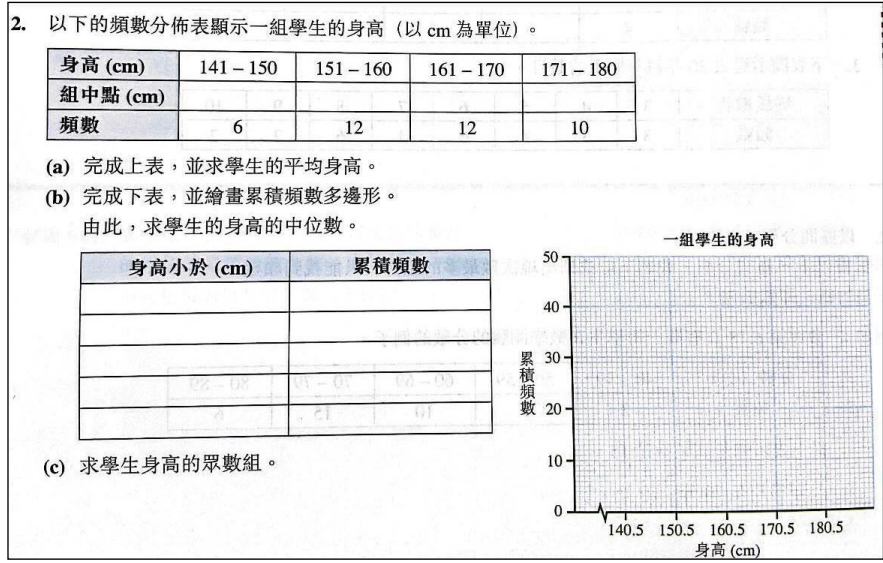 2. 以下的頻數分佈表顯示一組學生的身高（以 cm 為單位）。
身高 (cm) 141 – 150 151 – 160 161 – 170 171 – 180
組中點 (cm)
頻數 6 12 12 10
(a) 完成上表，並求學生的平均身高。
(b) 完成下表，並繪畫累積頻數多邊形。
由此，求學生的身高的中位數。
身高小於 (cm) 累積頻數
(c) 求學生身高的眾數組。
一組學生的身高
累積頻數
50
40
30
20
10
0
140.5 150.5 160.5 170.5 180.5
身高 (cm)